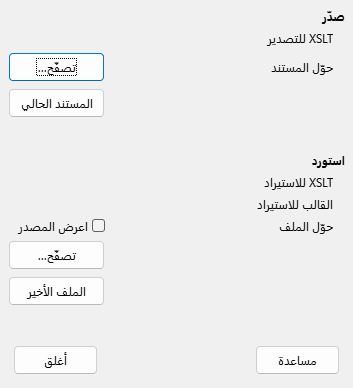 صدّر
XSLT للتصدير
حوّل المستند
تصفّح...
المستند الحالي
استورد
XSLT للاستيراد
القالب للاستيراد
حوّل الملف
اعرض المصدر
تصفّح...
الملف الأخير
مساعدة
أغلق